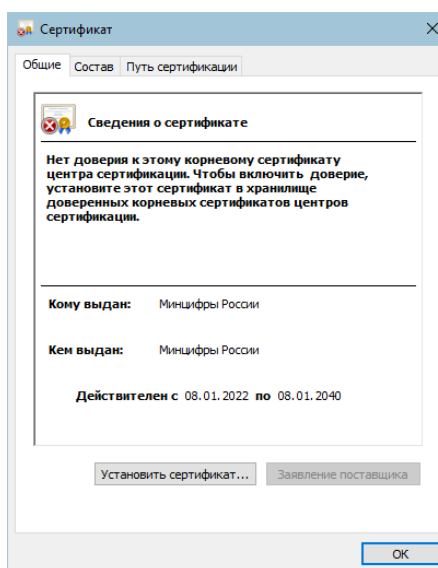 Сертификат
Общие Состав Путь сертификации
Сведения о сертификате
Нет доверия к этому корневому сертификату
центра сертификации. Чтобы включить доверие,
установите этот сертификат в хранилище
доверенных корневых сертификатов центров
сертификации.
Кому выдан: Минцифры России
Кем выдан: Минцифры России
Действителен с 08.01.2022 по 08.01.2040
Установить сертификат... Заявление поставщика
ОК